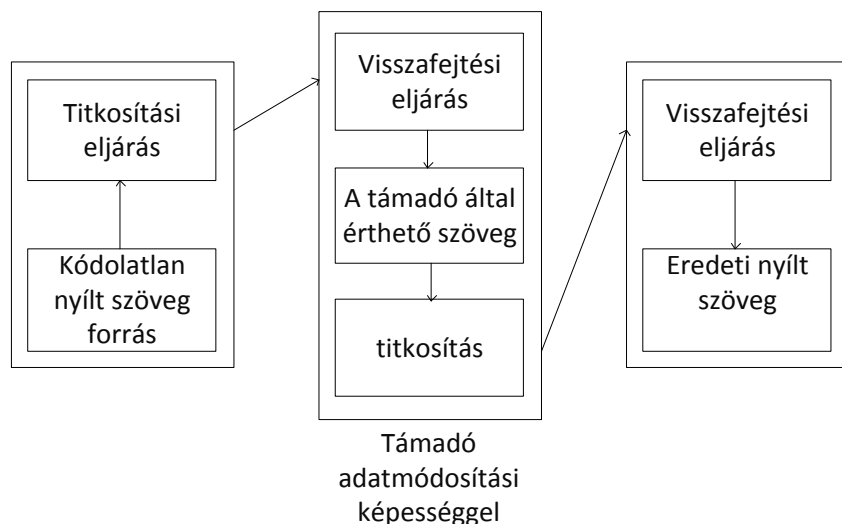 Titkosítási
eljárás
Kódolatlan
nyílt szöveg
forrás
Visszafejtési
eljárás
A támadó által
érthető szöveg
titkosítás
Támadó
adatmódosítási
képességgel
Visszafejtési
eljárás
Eredeti nyílt
szöveg